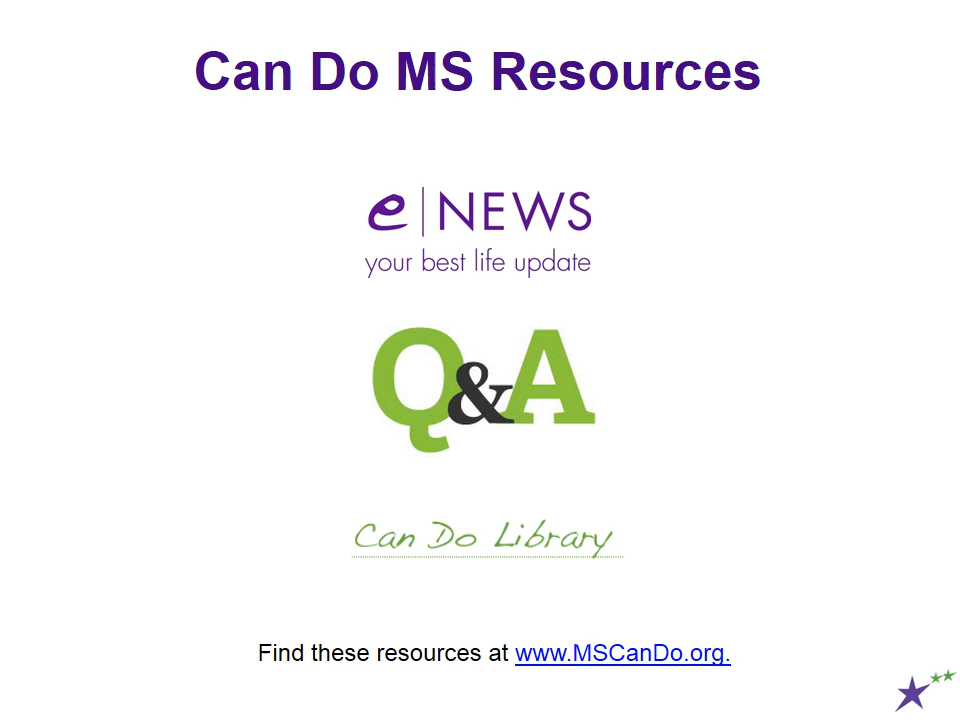 Can Do MS Resources
e|NEWS
your best life update
Q&A
Can Do Library
Find these resources at www.MSCanDo.org.